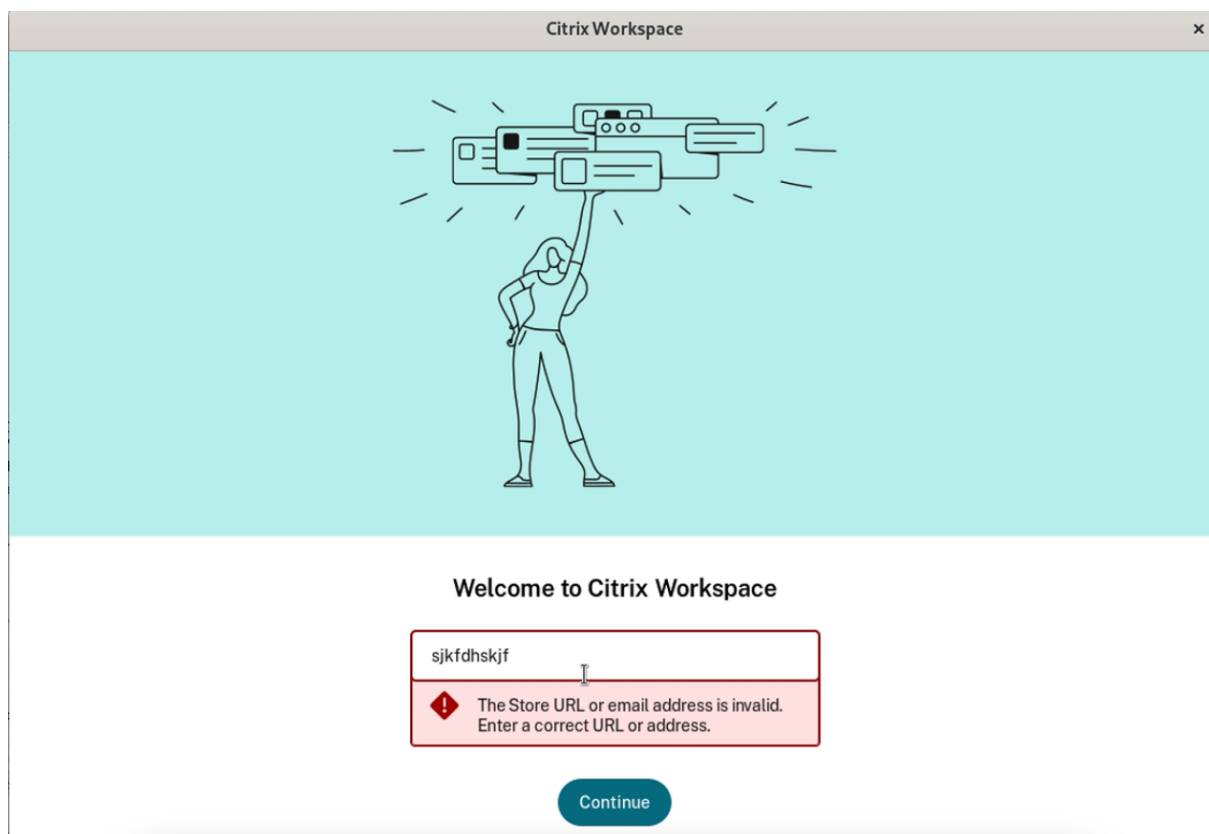 Citrix Workspace
Welcome to Citrix Workspace
sjkfdhskjf
The Store URL or email address is invalid.
Enter a correct URL or address.
Continue